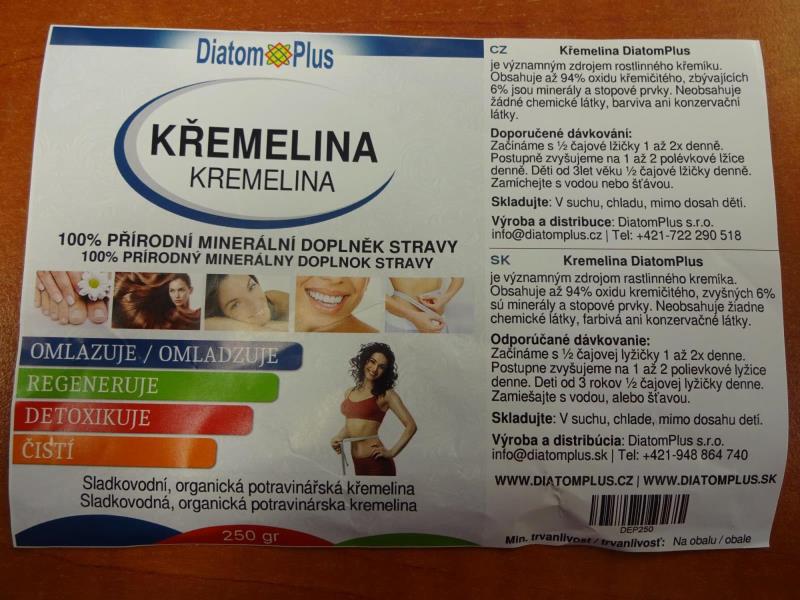 Diatom Plus
KŘEMELINA
KREMELINA
100% PŘÍRODNÍ MINERÁLNÍ DOPLNĚK STRAVY
100% PRÍRODNÝ MINERÁLNY DOPLNOK STRAVY
OMLAZUJE / OMLADZUJE
REGENERUJE
DETOXIKUJE
ČISTÍ
Sladkovodní, organická potravinářská křemelina
Sladkovodná, organická potravinárska kremelina
250 gr
CZ Křemelina DiatomPlus
je významným zdrojem rostlinného křemíku.
Obsahuje až 94% oxidu křemičitého, zbývajících
6% jsou minerály a stopové prvky. Neobsahuje
žádné chemické látky, barviva ani konzervační
látky.
Doporučené dávkování:
Začínáme s ½ čajové lžičky 1 až 2x denně.
Postupně zvyšujeme na 1 až 2 polévkové lžíce
denně. Děti od 3let věku ½ čajové lžičky denně.
Zamíchejte s vodou nebo šťávou.
Skladujte: V suchu, chladu, mimo dosah dětí.
Výroba a distribuce: DiatomPlus s.r.o.
info@diatomplus.cz | Tel: +421-722 290 518
SK Kremelina DiatomPlus
je významným zdrojem rastlinného kremíka.
Obsahuje až 94% oxidu kremičitého, zvyšných 6%
sú minerály a stopové prvky. Neobsahuje žiadne
chemické látky, farbivá ani konzervačné látky.
Odporúčané dávkovanie:
Začíname s ½ čajovej lyžičky 1 až 2x denne.
Postupne zvyšujeme na 1 až 2 polievkové lyžice
denne. Deti od 3 rokov ½ čajovej lyžičky denne.
Zamiešajte s vodou, alebo šťavou.
Skladujte: V suchu, chlade, mimo dosahu detí.
Výroba a distribúcia: DiatomPlus s.r.o.
info@diatomplus.sk | Tel: +421-948 864 740
WWW.DIATOMPLUS.CZ | WWW.DIATOMPLUS.SK
DEP250
Min. trvanlivost / trvanlivosť: Na obalu / obale